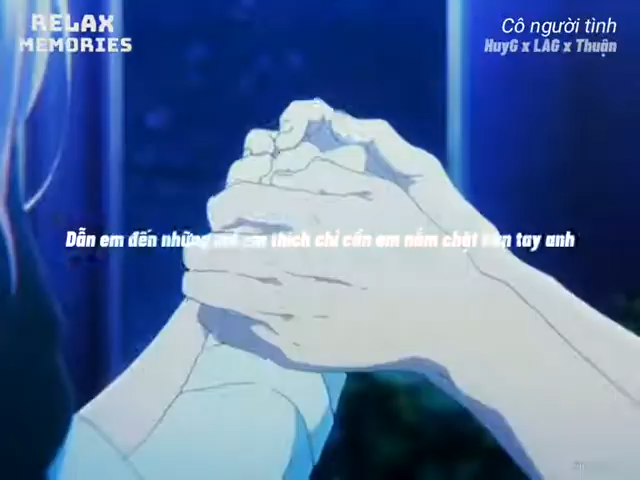 RELAX
MEMORIES
Cô người tình
HuyG x LAG x Thuận
Dẫn em đến những em thích chỉ cần em nắm chặt tay anh